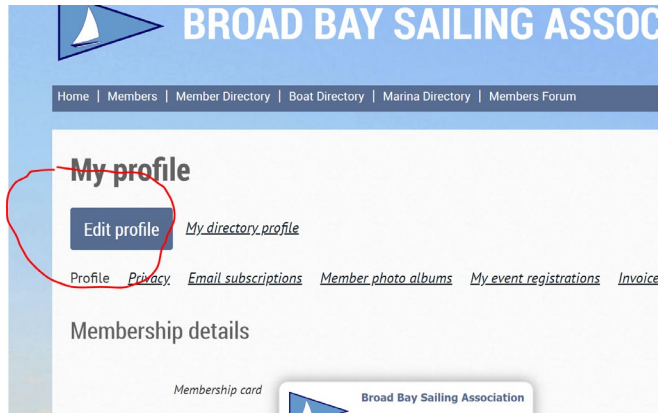 BROAD BAY SAILING ASSOC
Home | Members | Member Directory | Boat Directory | Marina Directory | Members Forum
My profile
Edit profile My directory profile
Profile Privacy Email subscriptions Member photo albums My event registrations Invoice
Membership details
Membership card
Broad Bay Sailing Association